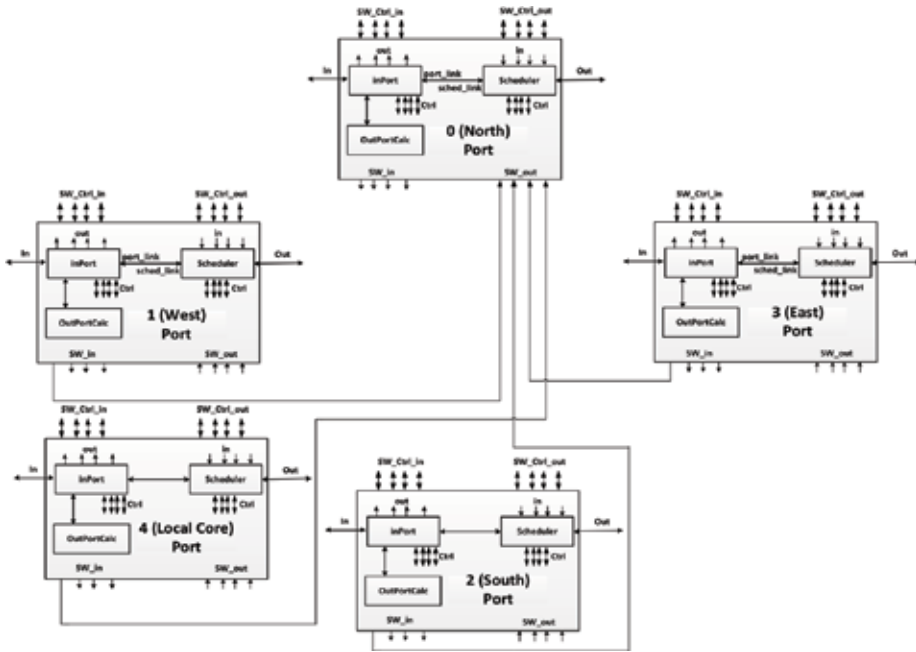 SW_Ctrl_in SW_Ctrl_out
out in
In inPort port_link Scheduler Out
sched_link
Ctrl Ctrl
OutPortCalc 0 (North)
Port
SW_in SW_out
SW_Ctrl_in SW_Ctrl_out
out in
In inPort port_link Scheduler Out
sched_link
Ctrl Ctrl
OutPortCalc 1 (West)
Port
SW_in SW_out
SW_Ctrl_in SW_Ctrl_out
out in
In inPort port_link Scheduler Out
sched_link
Ctrl Ctrl
OutPortCalc 3 (East)
Port
SW_in SW_out
SW_Ctrl_in SW_Ctrl_out
out in
In inPort Scheduler Out
Ctrl Ctrl
OutPortCalc 4 (Local Core)
Port
SW_in SW_out
SW_Ctrl_in SW_Ctrl_out
out in
In inPort Scheduler Out
Ctrl Ctrl
OutPortCalc 2 (South)
Port
SW_in SW_out